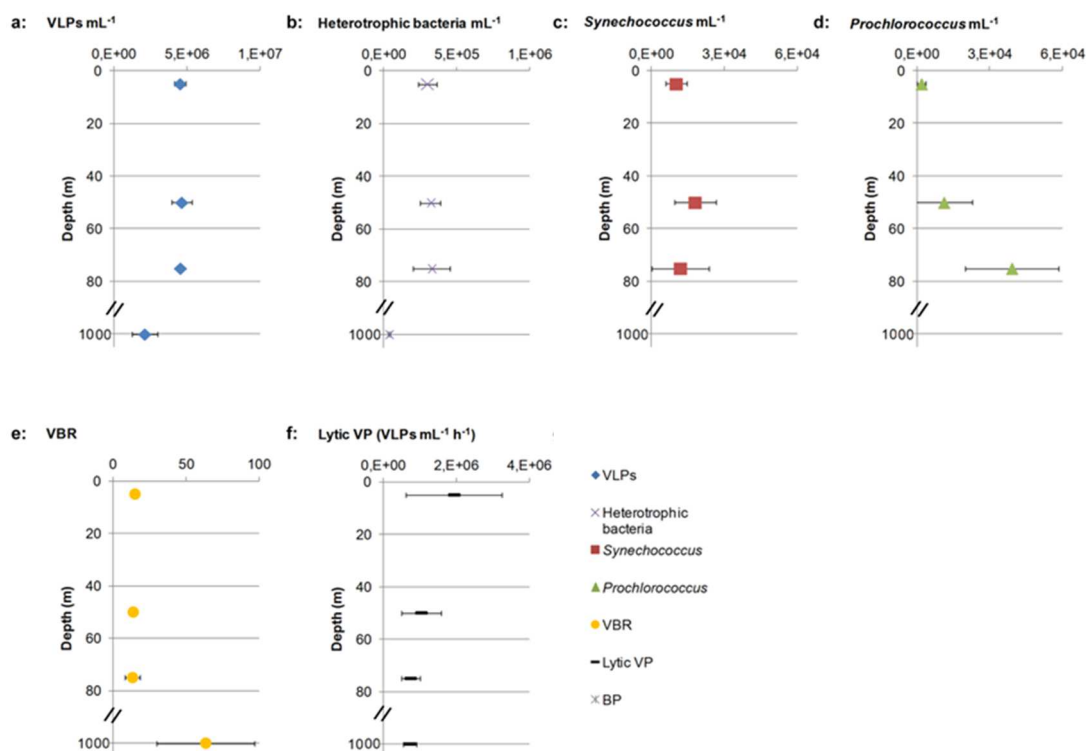 a: VLPs mL⁻¹
0,E+00 5,E+06 1,E+07
0
20
40
60
80
1000
Depth (m)
b: Heterotrophic bacteria mL⁻¹
0,E+00 5,E+05 1,E+06
0
20
40
60
80
1000
Depth (m)
c: Synechococcus mL⁻¹
0,E+00 3,E+04 6,E+04
0
20
40
60
80
1000
Depth (m)
d: Prochlorococcus mL⁻¹
0,E+00 3,E+04 6,E+04
0
20
40
60
80
1000
Depth (m)
e: VBR
0 50 100
0
20
40
60
80
1000
Depth (m)
f: Lytic VP (VLPs mL⁻¹ h⁻¹)
0,E+00 2,E+06 4,E+06
0
20
40
60
80
1000
Depth (m)
VLPs
Heterotrophic
bacteria
Synechococcus
Prochlorococcus
VBR
Lytic VP
BP